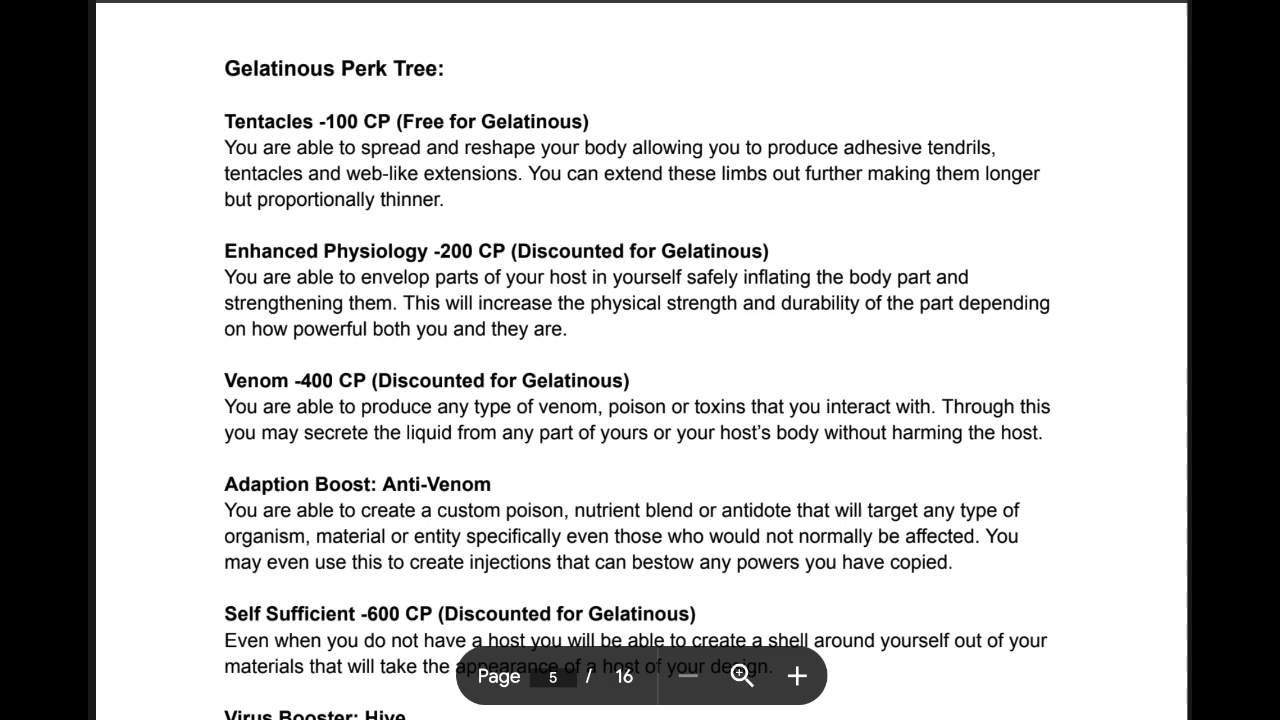 Gelatinous Perk Tree:
Tentacles -100 CP (Free for Gelatinous)
You are able to spread and reshape your body allowing you to produce adhesive tendrils,
tentacles and web-like extensions. You can extend these limbs out further making them longer
but proportionally thinner.
Enhanced Physiology -200 CP (Discounted for Gelatinous)
You are able to envelop parts of your host in yourself safely inflating the body part and
strengthening them. This will increase the physical strength and durability of the part depending
on how powerful both you and they are.
Venom -400 CP (Discounted for Gelatinous)
You are able to produce any type of venom, poison or toxins that you interact with. Through this
you may secrete the liquid from any part of yours or your host's body without harming the host.
Adaption Boost: Anti-Venom
You are able to create a custom poison, nutrient blend or antidote that will target any type of
organism, material or entity specifically even those who would not normally be affected. You
may even use this to create injections that can bestow any powers you have copied.
Self Sufficient -600 CP (Discounted for Gelatinous)
Even when you do not have a host you will be able to create a shell around yourself out of your
materials that will take the appearance of a host of your design.
Page 5 / 16
Virus Booster: Hive